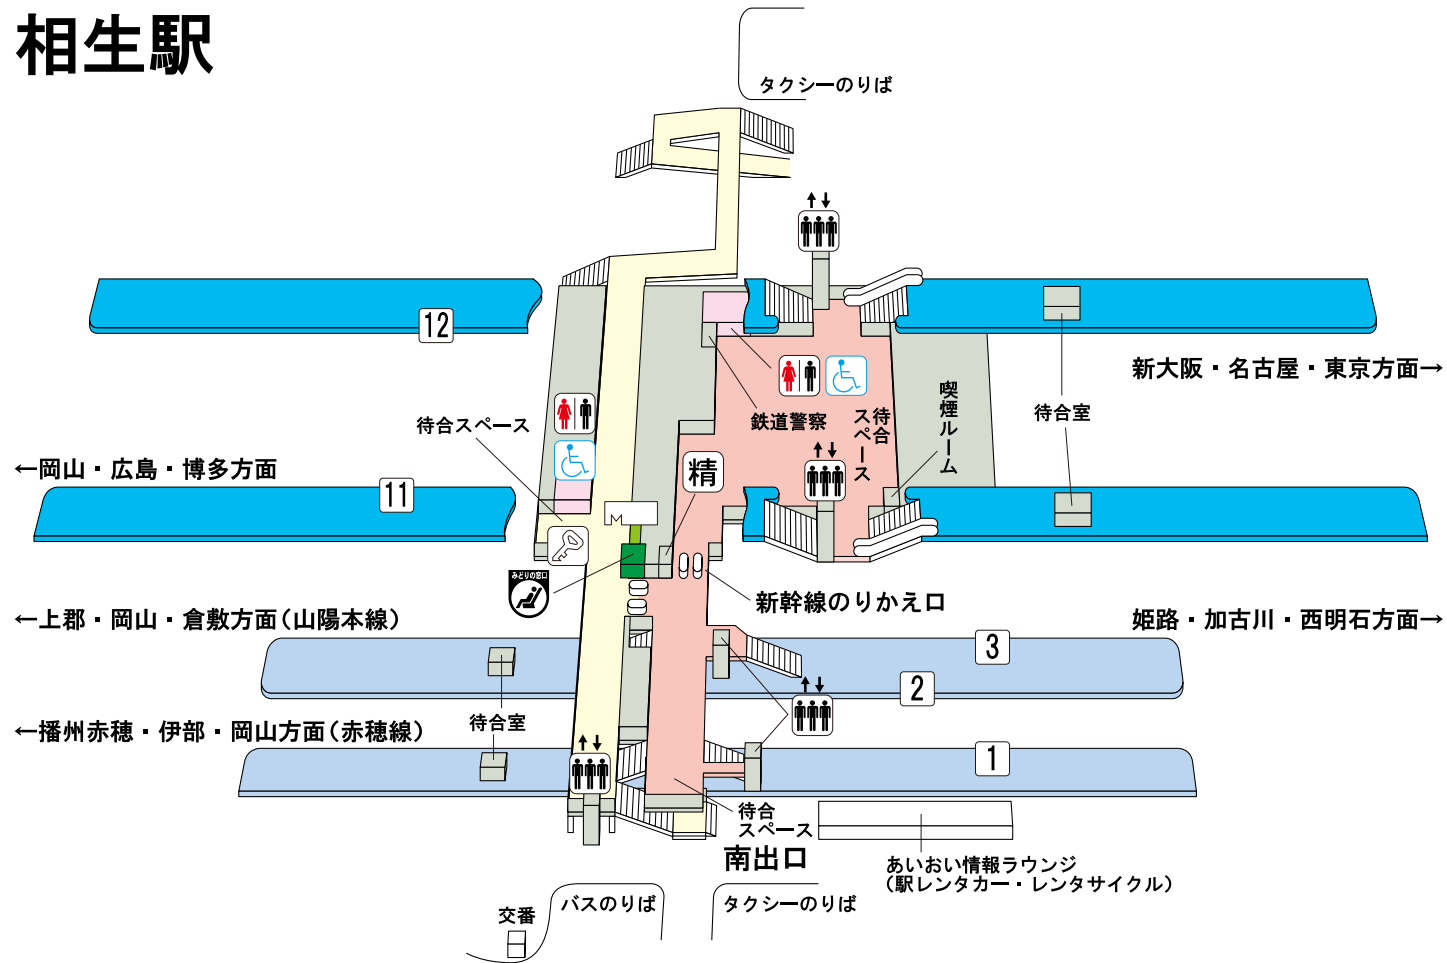 相生駅
タクシーのりば
12
新大阪・名古屋・東京方面→
待合スペース
鉄道警察
待合
スペース
喫煙ルーム
待合室
←岡山・広島・博多方面
精
11
M
みどりの窓口
新幹線のりかえ口
←上郡・岡山・倉敷方面(山陽本線)
姫路・加古川・西明石方面→
3
2
待合室
←播州赤穂・伊部・岡山方面(赤穂線)
1
待合
スペース
南出口
あいおい情報ラウンジ
(駅レンタカー・レンタサイクル)
交番
バスのりば
タクシーのりば